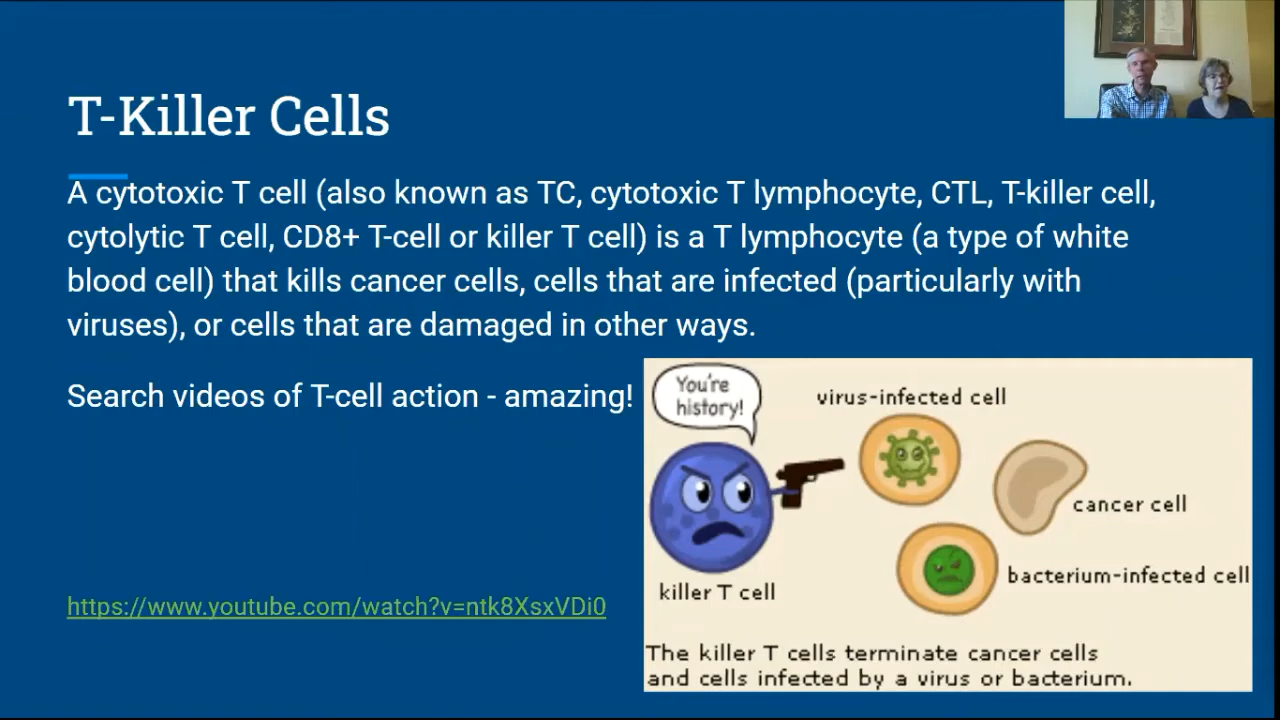 T-Killer Cells
A cytotoxic T cell (also known as TC, cytotoxic T lymphocyte, CTL, T-killer cell,
cytolytic T cell, CD8+ T-cell or killer T cell) is a T lymphocyte (a type of white
blood cell) that kills cancer cells, cells that are infected (particularly with
viruses), or cells that are damaged in other ways.
Search videos of T-cell action - amazing!
https://www.youtube.com/watch?v=ntk8XsxVDi0
You're
history!
virus-infected cell
cancer cell
bacterium-infected cell
killer T cell
The killer T cells terminate cancer cells
and cells infected by a virus or bacterium.